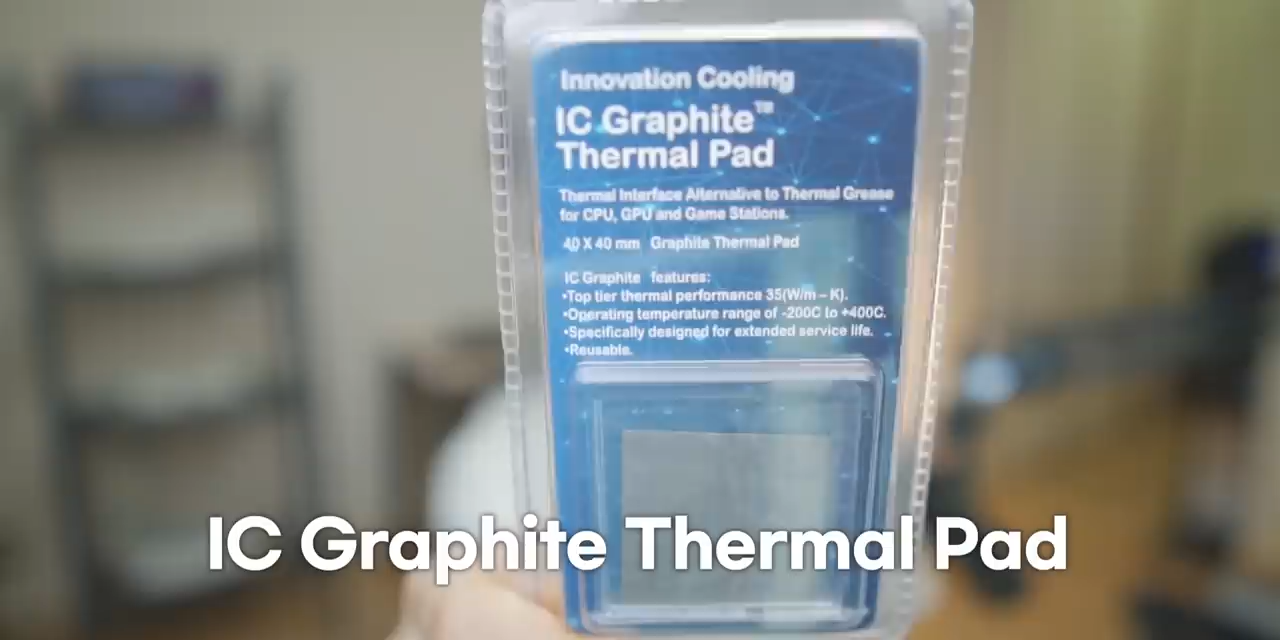 Innovation Cooling
IC Graphite™
Thermal Pad
Thermal Interface Alternative to Thermal Grease
for CPU, GPU and Game Stations.
40 X 40 mm Graphite Thermal Pad
IC Graphite features:
•Top tier thermal performance 35(W/m – K).
•Operating temperature range of -200C to +400C.
•Specifically designed for extended service life.
•Reusable.
IC Graphite Thermal Pad